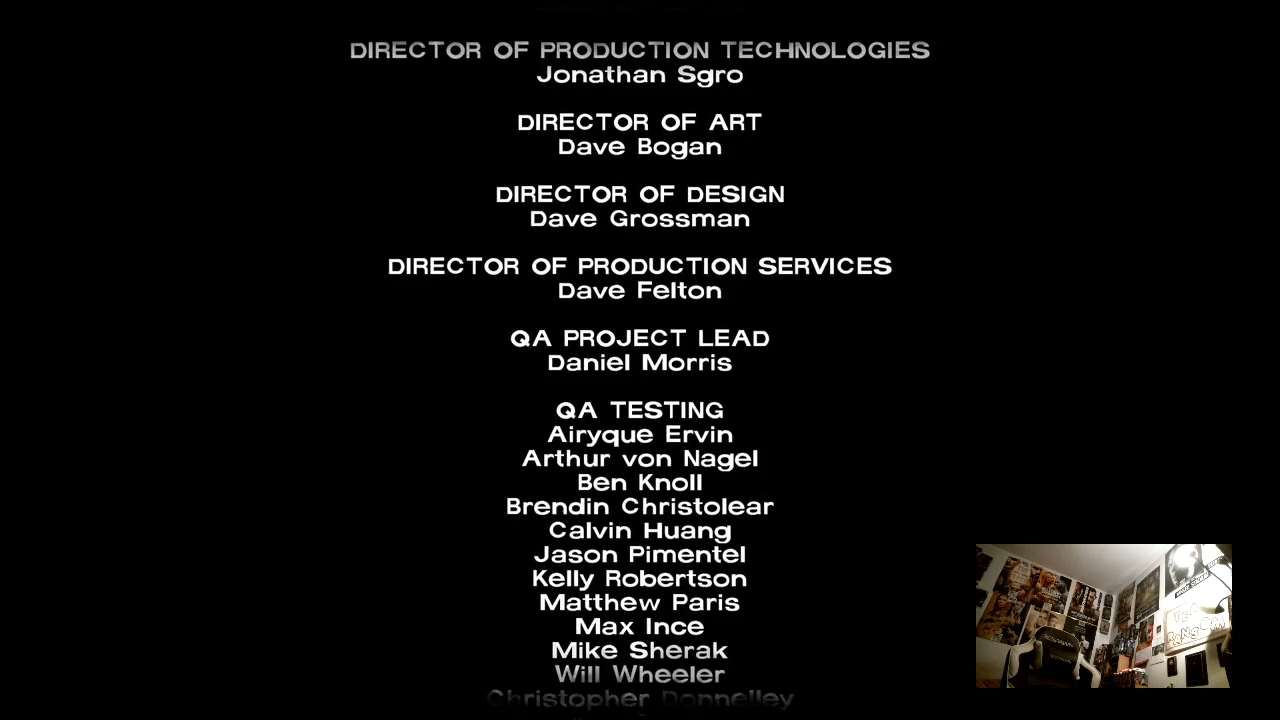 DIRECTOR OF PRODUCTION TECHNOLOGIES
Jonathan Sgro
DIRECTOR OF ART
Dave Bogan
DIRECTOR OF DESIGN
Dave Grossman
DIRECTOR OF PRODUCTION SERVICES
Dave Felton
QA PROJECT LEAD
Daniel Morris
QA TESTING
Airyque Ervin
Arthur von Nagel
Ben Knoll
Brendin Christolear
Calvin Huang
Jason Pimentel
Kelly Robertson
Matthew Paris
Max Ince
Mike Sherak
Will Wheeler
Christopher Donnelley